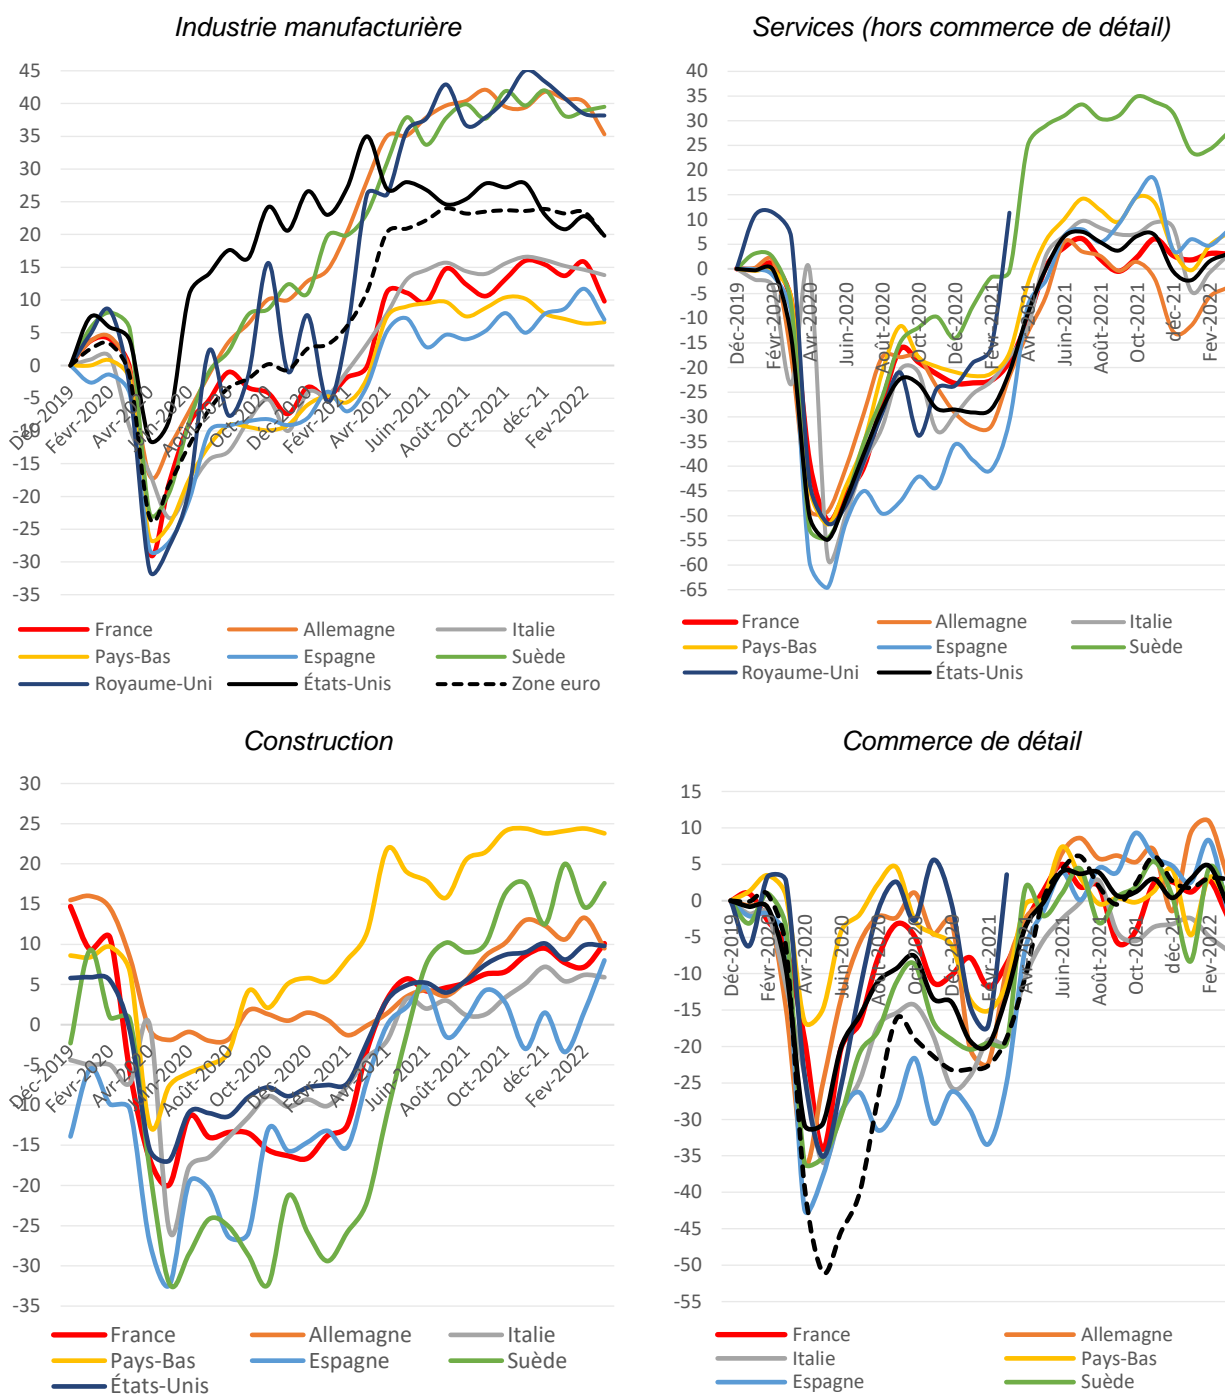 Industrie manufacturière
45
40
35
30
25
20
15
10
5
0
-5
-10
-15
-20
-25
-30
-35
Déc-2019
Févr-2020
Avr-2020
Juin-2020
Août-2020
Oct-2020
Déc-2020
Févr-2021
Avr-2021
Juin-2021
Août-2021
Oct-2021
déc-21
Fev-2022
France
Allemagne
Italie
Pays-Bas
Espagne
Suède
Royaume-Uni
États-Unis
Zone euro
Services (hors commerce de détail)
40
35
30
25
20
15
10
5
0
-5
-10
-15
-20
-25
-30
-35
-40
-45
-50
-55
-60
-65
Déc-2019
Févr-2020
Avr-2020
Juin-2020
Août-2020
Oct-2020
Déc-2020
Févr-2021
Avr-2021
Juin-2021
Août-2021
Oct-2021
déc-21
Fev-2022
France
Allemagne
Italie
Pays-Bas
Espagne
Suède
Royaume-Uni
États-Unis
Construction
30
25
20
15
10
5
0
-5
-10
-15
-20
-25
-30
-35
Déc-2019
Févr-2020
Avr-2020
Juin-2020
Août-2020
Oct-2020
Déc-2020
Févr-2021
Avr-2021
Juin-2021
Août-2021
Oct-2021
déc-21
Fev-2022
France
Allemagne
Italie
Pays-Bas
Espagne
Suède
États-Unis
Commerce de détail
15
10
5
0
-5
-10
-15
-20
-25
-30
-35
-40
-45
-50
-55
Déc-2019
Févr-2020
Avr-2020
Juin-2020
Août-2020
Oct-2020
Déc-2020
Févr-2021
Avr-2021
Juin-2021
Août-2021
Oct-2021
déc-21
Fev-2022
France
Allemagne
Italie
Pays-Bas
Espagne
Suède